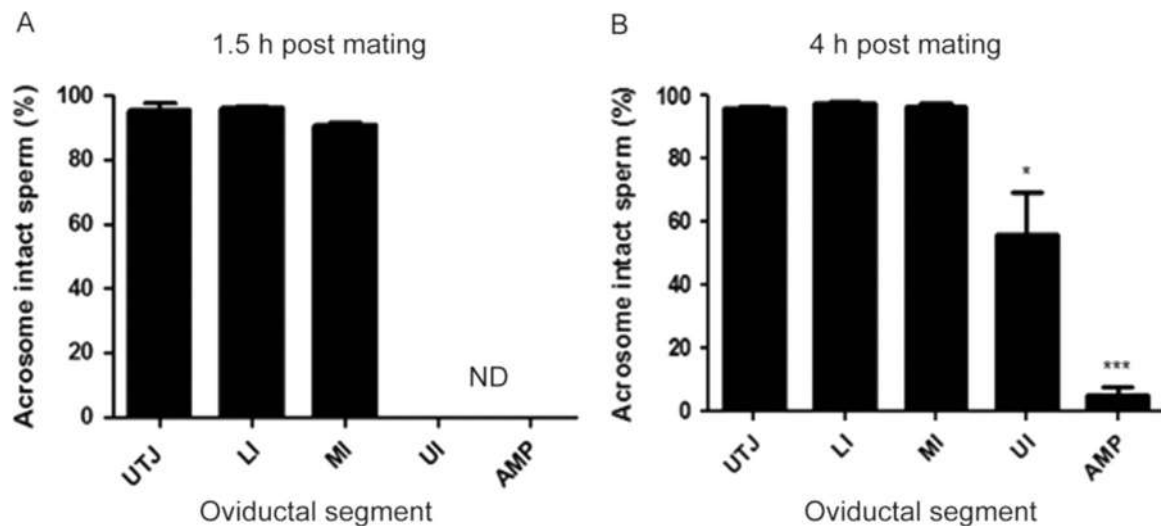 A
1.5 h post mating
Acrosome intact sperm (%)
100
80
60
40
20
0
ND
UTJ
LI
MI
UI
AMP
Oviductal segment
B
4 h post mating
Acrosome intact sperm (%)
100
80
60
40
20
0
*
***
UTJ
LI
MI
UI
AMP
Oviductal segment